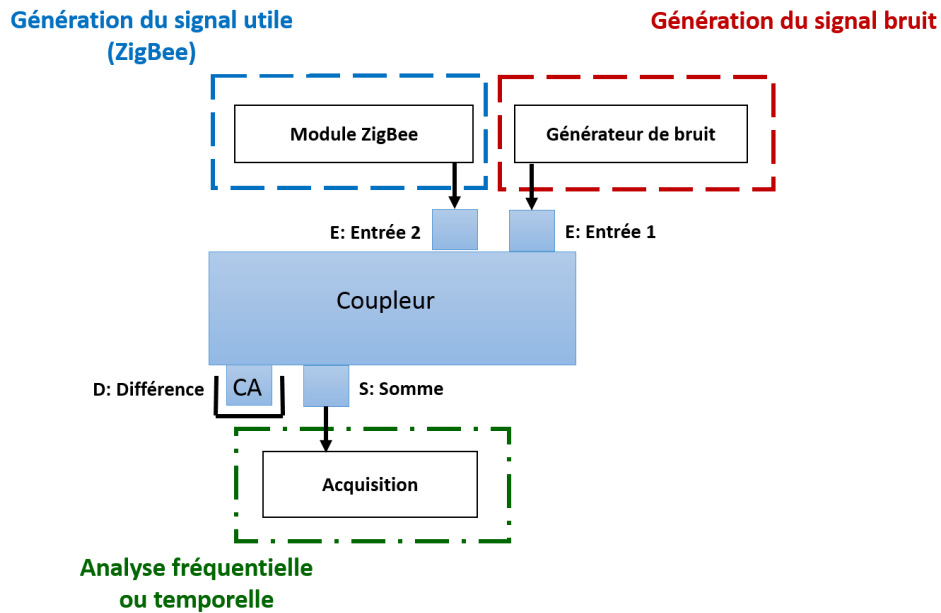 Génération du signal utile
(ZigBee)
Génération du signal bruit
Module ZigBee
Générateur de bruit
E: Entrée 2
E: Entrée 1
Coupleur
D: Différence
CA
S: Somme
Acquisition
Analyse fréquentielle
ou temporelle